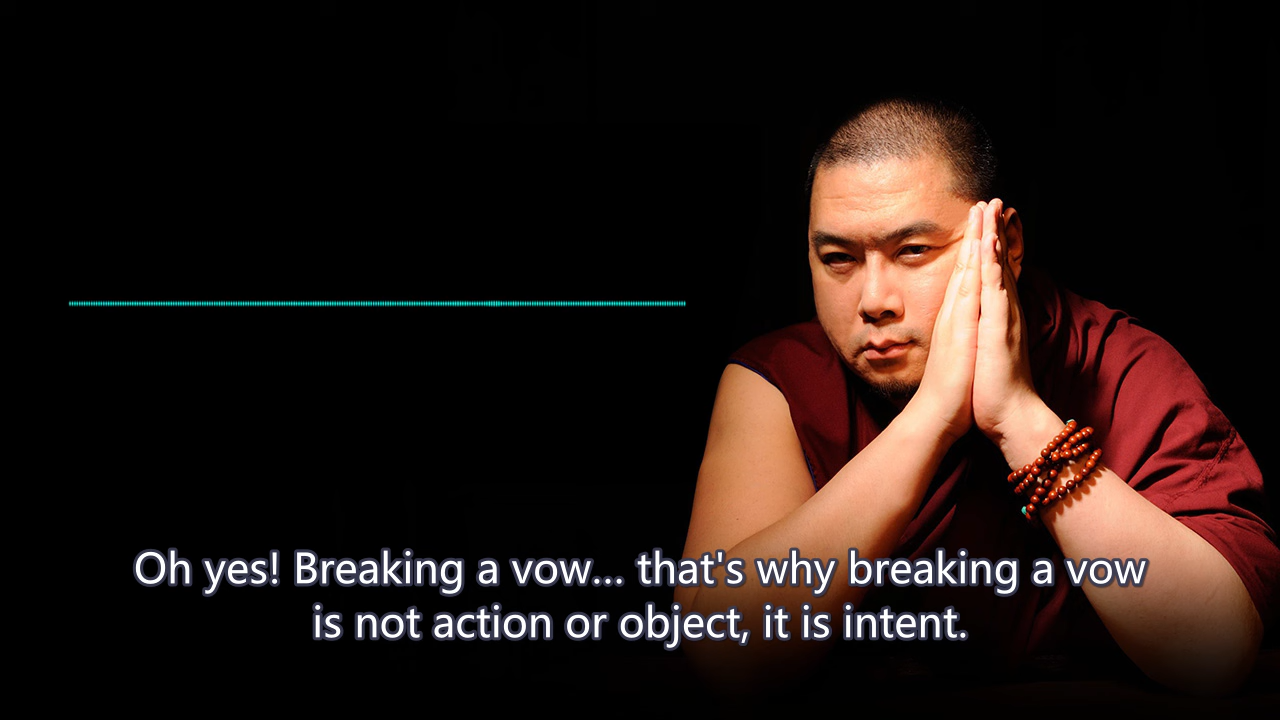 Oh yes! Breaking a vow... that's why breaking a vow
is not action or object, it is intent.